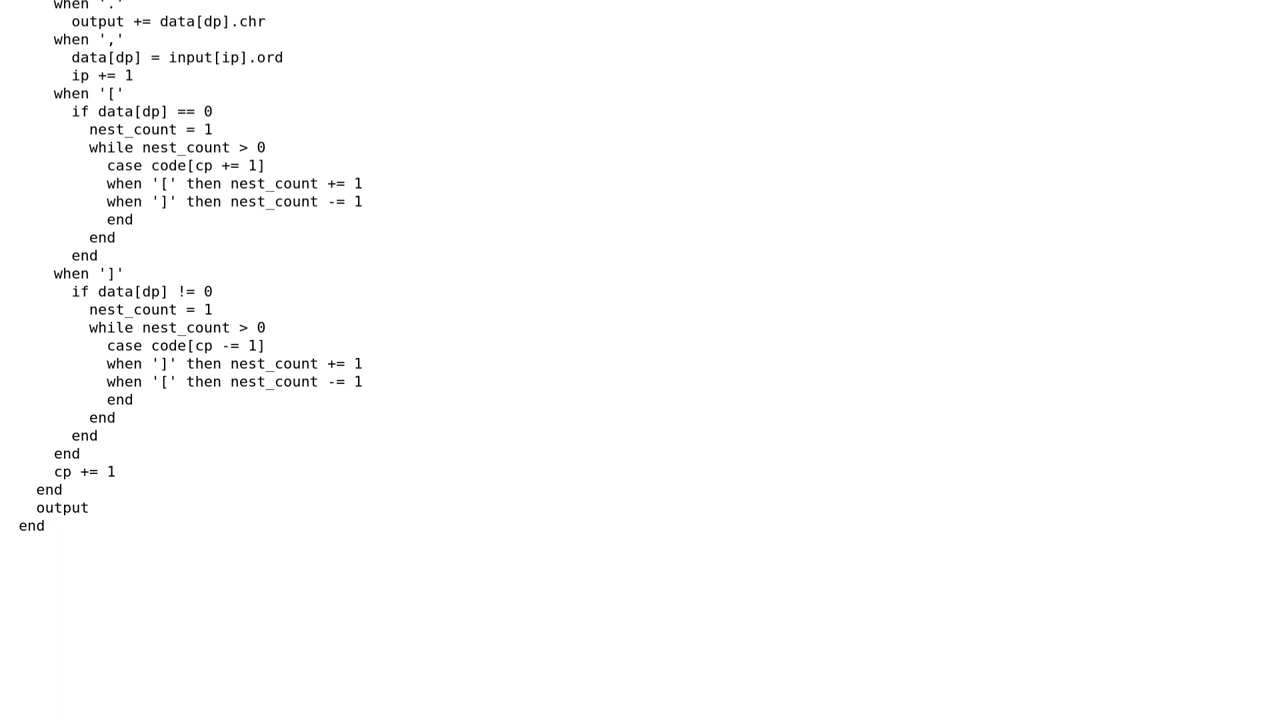 when '.'
      output += data[dp].chr
    when ','
      data[dp] = input[ip].ord
      ip += 1
    when '['
      if data[dp] == 0
        nest_count = 1
        while nest_count > 0
          case code[cp += 1]
          when '[' then nest_count += 1
          when ']' then nest_count -= 1
          end
        end
      end
    when ']'
      if data[dp] != 0
        nest_count = 1
        while nest_count > 0
          case code[cp -= 1]
          when ']' then nest_count += 1
          when '[' then nest_count -= 1
          end
        end
      end
    end
    cp += 1
  end
  output
end